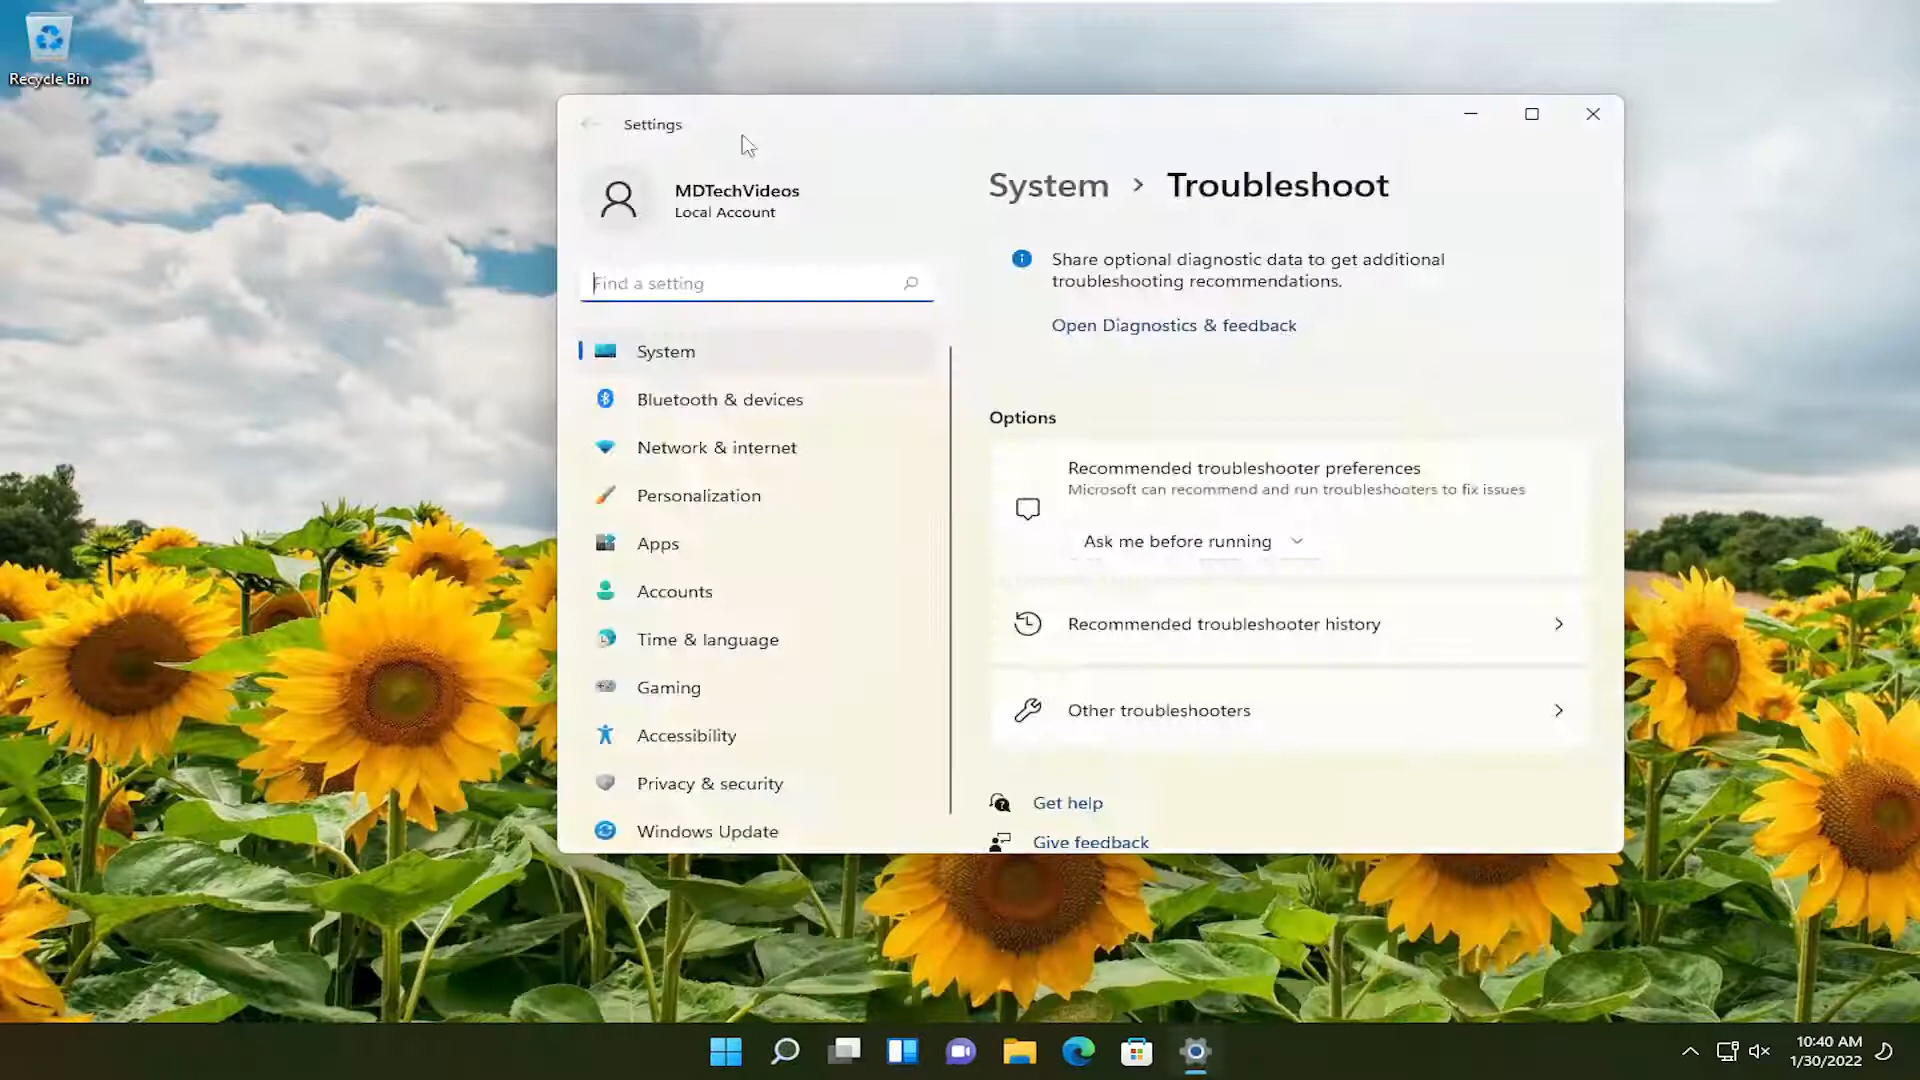 Recycle Bin
Settings
MDTechVideos
Local Account
Find a setting
System
Bluetooth & devices
Network & internet
Personalization
Apps
Accounts
Time & language
Gaming
Accessibility
Privacy & security
Windows Update
System > Troubleshoot
Share optional diagnostic data to get additional
troubleshooting recommendations.
Open Diagnostics & feedback
Options
Recommended troubleshooter preferences
Microsoft can recommend and run troubleshooters to fix issues
Ask me before running
Recommended troubleshooter history
Other troubleshooters
Get help
Give feedback
10:40 AM
1/30/2022